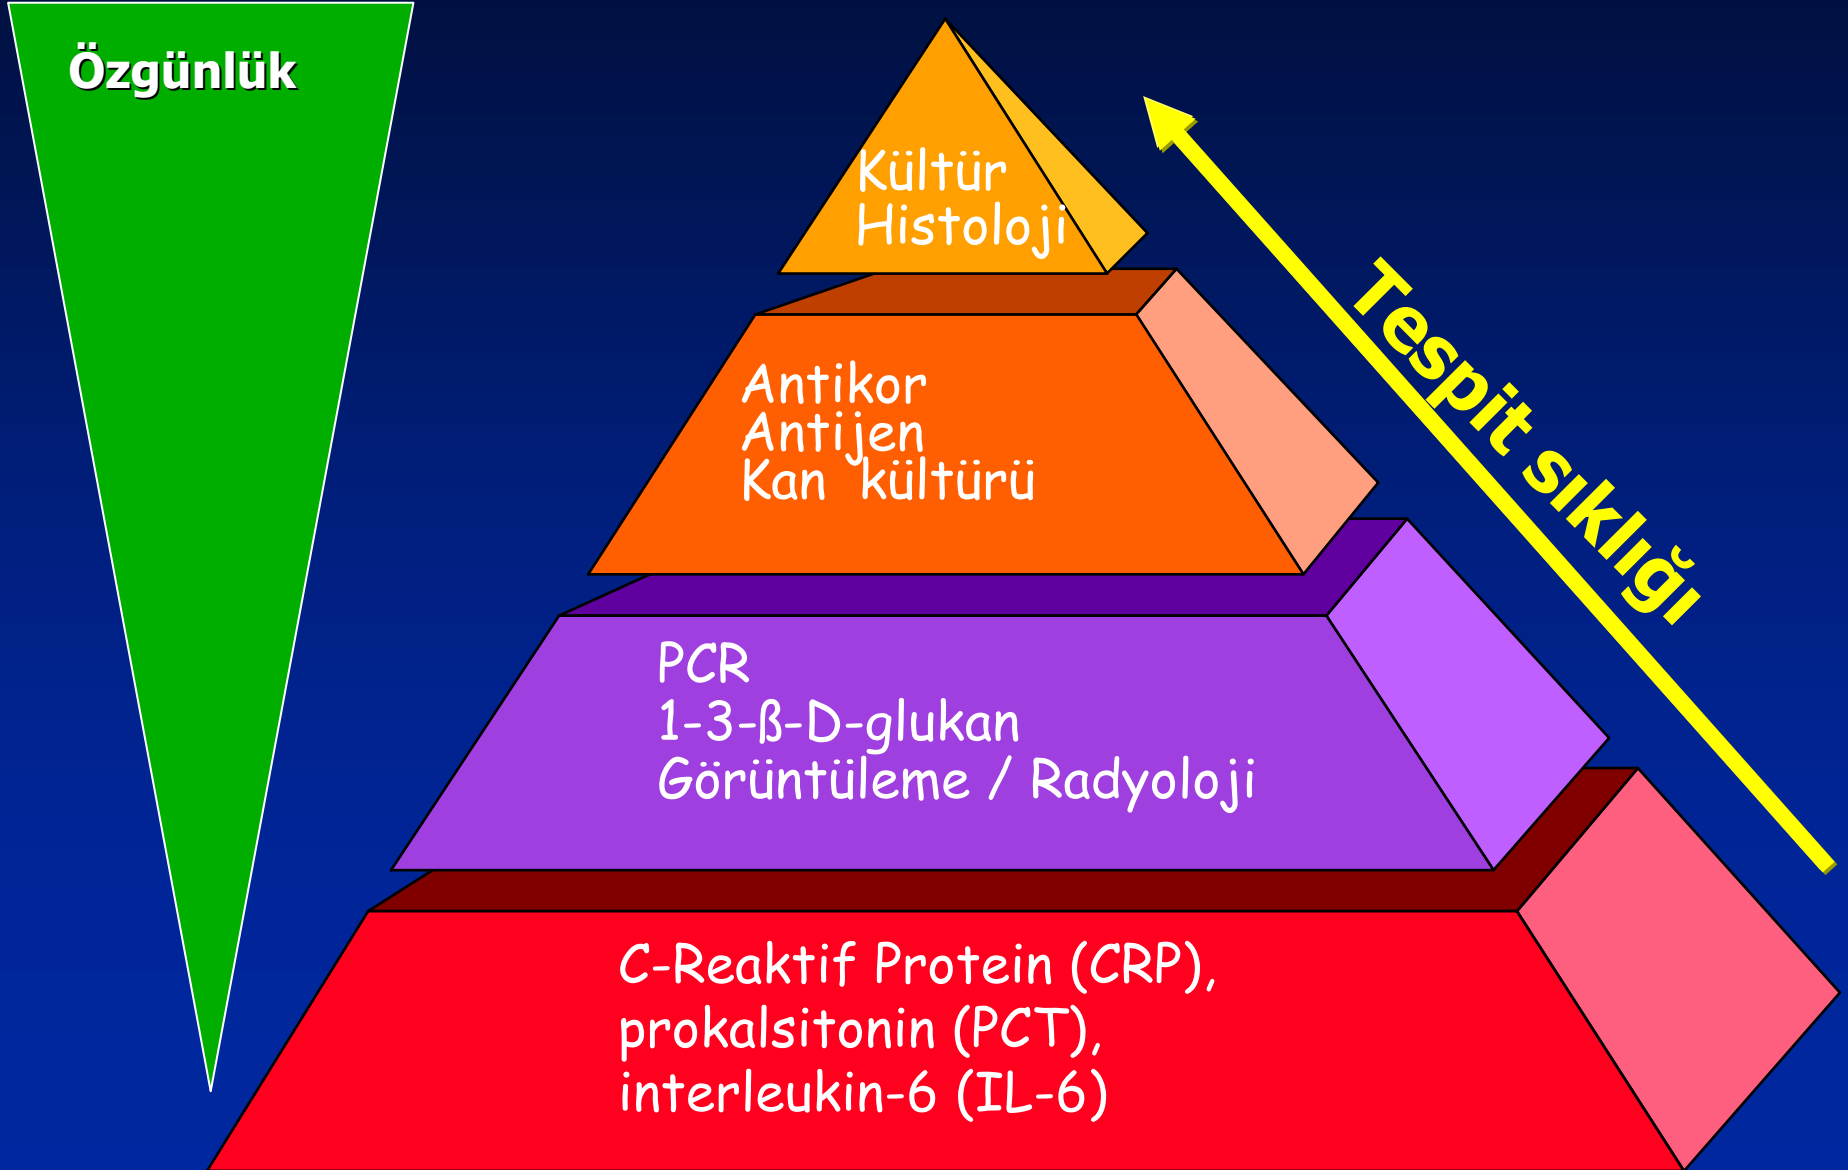 Özgünlük
Kültür
Histoloji
Tespit sıklığı
Antikor
Antijen
Kan kültürü
PCR
1-3-ß-D-glukan
Görüntüleme / Radyoloji
C-Reaktif Protein (CRP),
prokalsitonin (PCT),
interleukin-6 (IL-6)